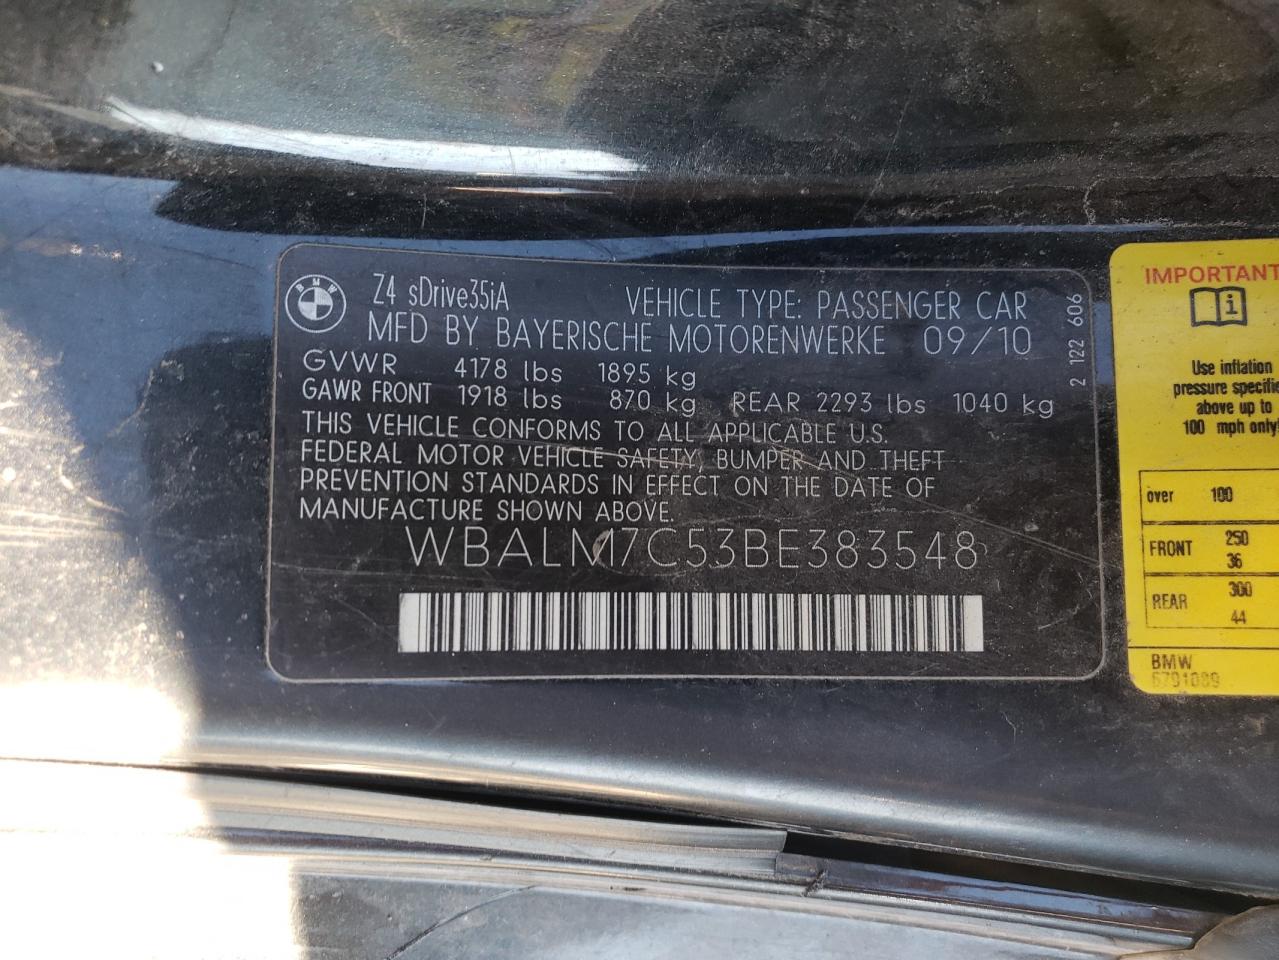 BMW
Z4 sDrive35iA VEHICLE TYPE: PASSENGER CAR
MFD BY BAYERISCHE MOTORENWERKE 09/10
GVWR 4178 lbs 1895 kg
GAWR FRONT 1918 lbs 870 kg REAR 2293 lbs 1040 kg
THIS VEHICLE CONFORMS TO ALL APPLICABLE U.S.
FEDERAL MOTOR VEHICLE SAFETY, BUMPER AND THEFT
PREVENTION STANDARDS IN EFFECT ON THE DATE OF
MANUFACTURE SHOWN ABOVE.
WBALM7C53BE383548
2 122 606
IMPORTANT
i
Use inflation
pressure specific
above up to
100 mph only!
over 100
FRONT 250
36
REAR 300
44
BMW
6791089